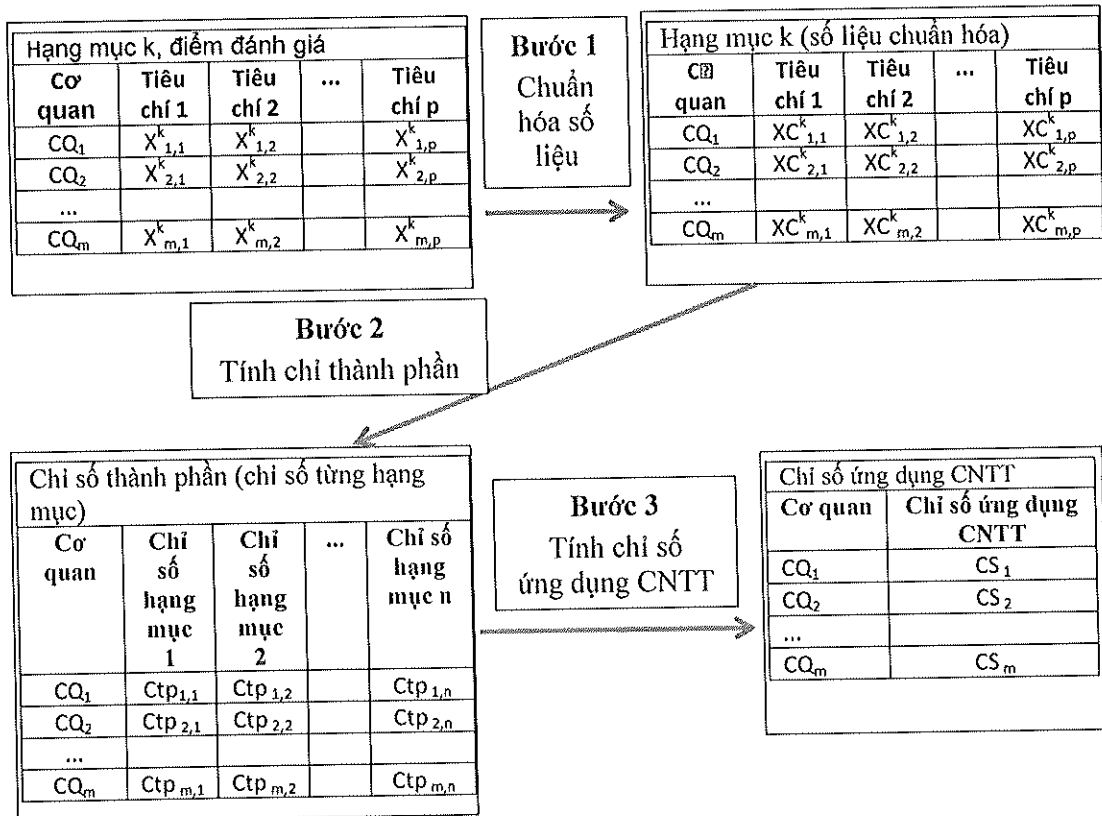 Hạng mục k, điểm đánh giá
Cơ quan Tiêu chí 1 Tiêu chí 2 ... Tiêu chí p
CQ₁ Xᵏ₁,₁ Xᵏ₁,₂ Xᵏ₁,ₚ
CQ₂ Xᵏ₂,₁ Xᵏ₂,₂ Xᵏ₂,ₚ
...
CQₘ Xᵏₘ,₁ Xᵏₘ,₂ Xᵏₘ,ₚ
Bước 1
Chuẩn
hóa số
liệu
Hạng mục k (số liệu chuẩn hóa)
C⍰ quan Tiêu chí 1 Tiêu chí 2 ... Tiêu chí p
CQ₁ XCᵏ₁,₁ XCᵏ₁,₂ XCᵏ₁,ₚ
CQ₂ XCᵏ₂,₁ XCᵏ₂,₂ XCᵏ₂,ₚ
...
CQₘ XCᵏₘ,₁ XCᵏₘ,₂ XCᵏₘ,ₚ
Bước 2
Tính chỉ thành phần
Chỉ số thành phần (chỉ số từng hạng
mục)
Cơ quan Chỉ số hạng mục 1 Chỉ số hạng mục 2 ... Chỉ số hạng mục n
CQ₁ Ctp₁,₁ Ctp₁,₂ Ctp₁,ₙ
CQ₂ Ctp₂,₁ Ctp₂,₂ Ctp₂,ₙ
...
CQₘ Ctpₘ,₁ Ctpₘ,₂ Ctpₘ,ₙ
Bước 3
Tính chỉ số
ứng dụng CNTT
Chỉ số ứng dụng CNTT
Cơ quan Chỉ số ứng dụng CNTT
CQ₁ CS₁
CQ₂ CS₂
...
CQₘ CSₘ